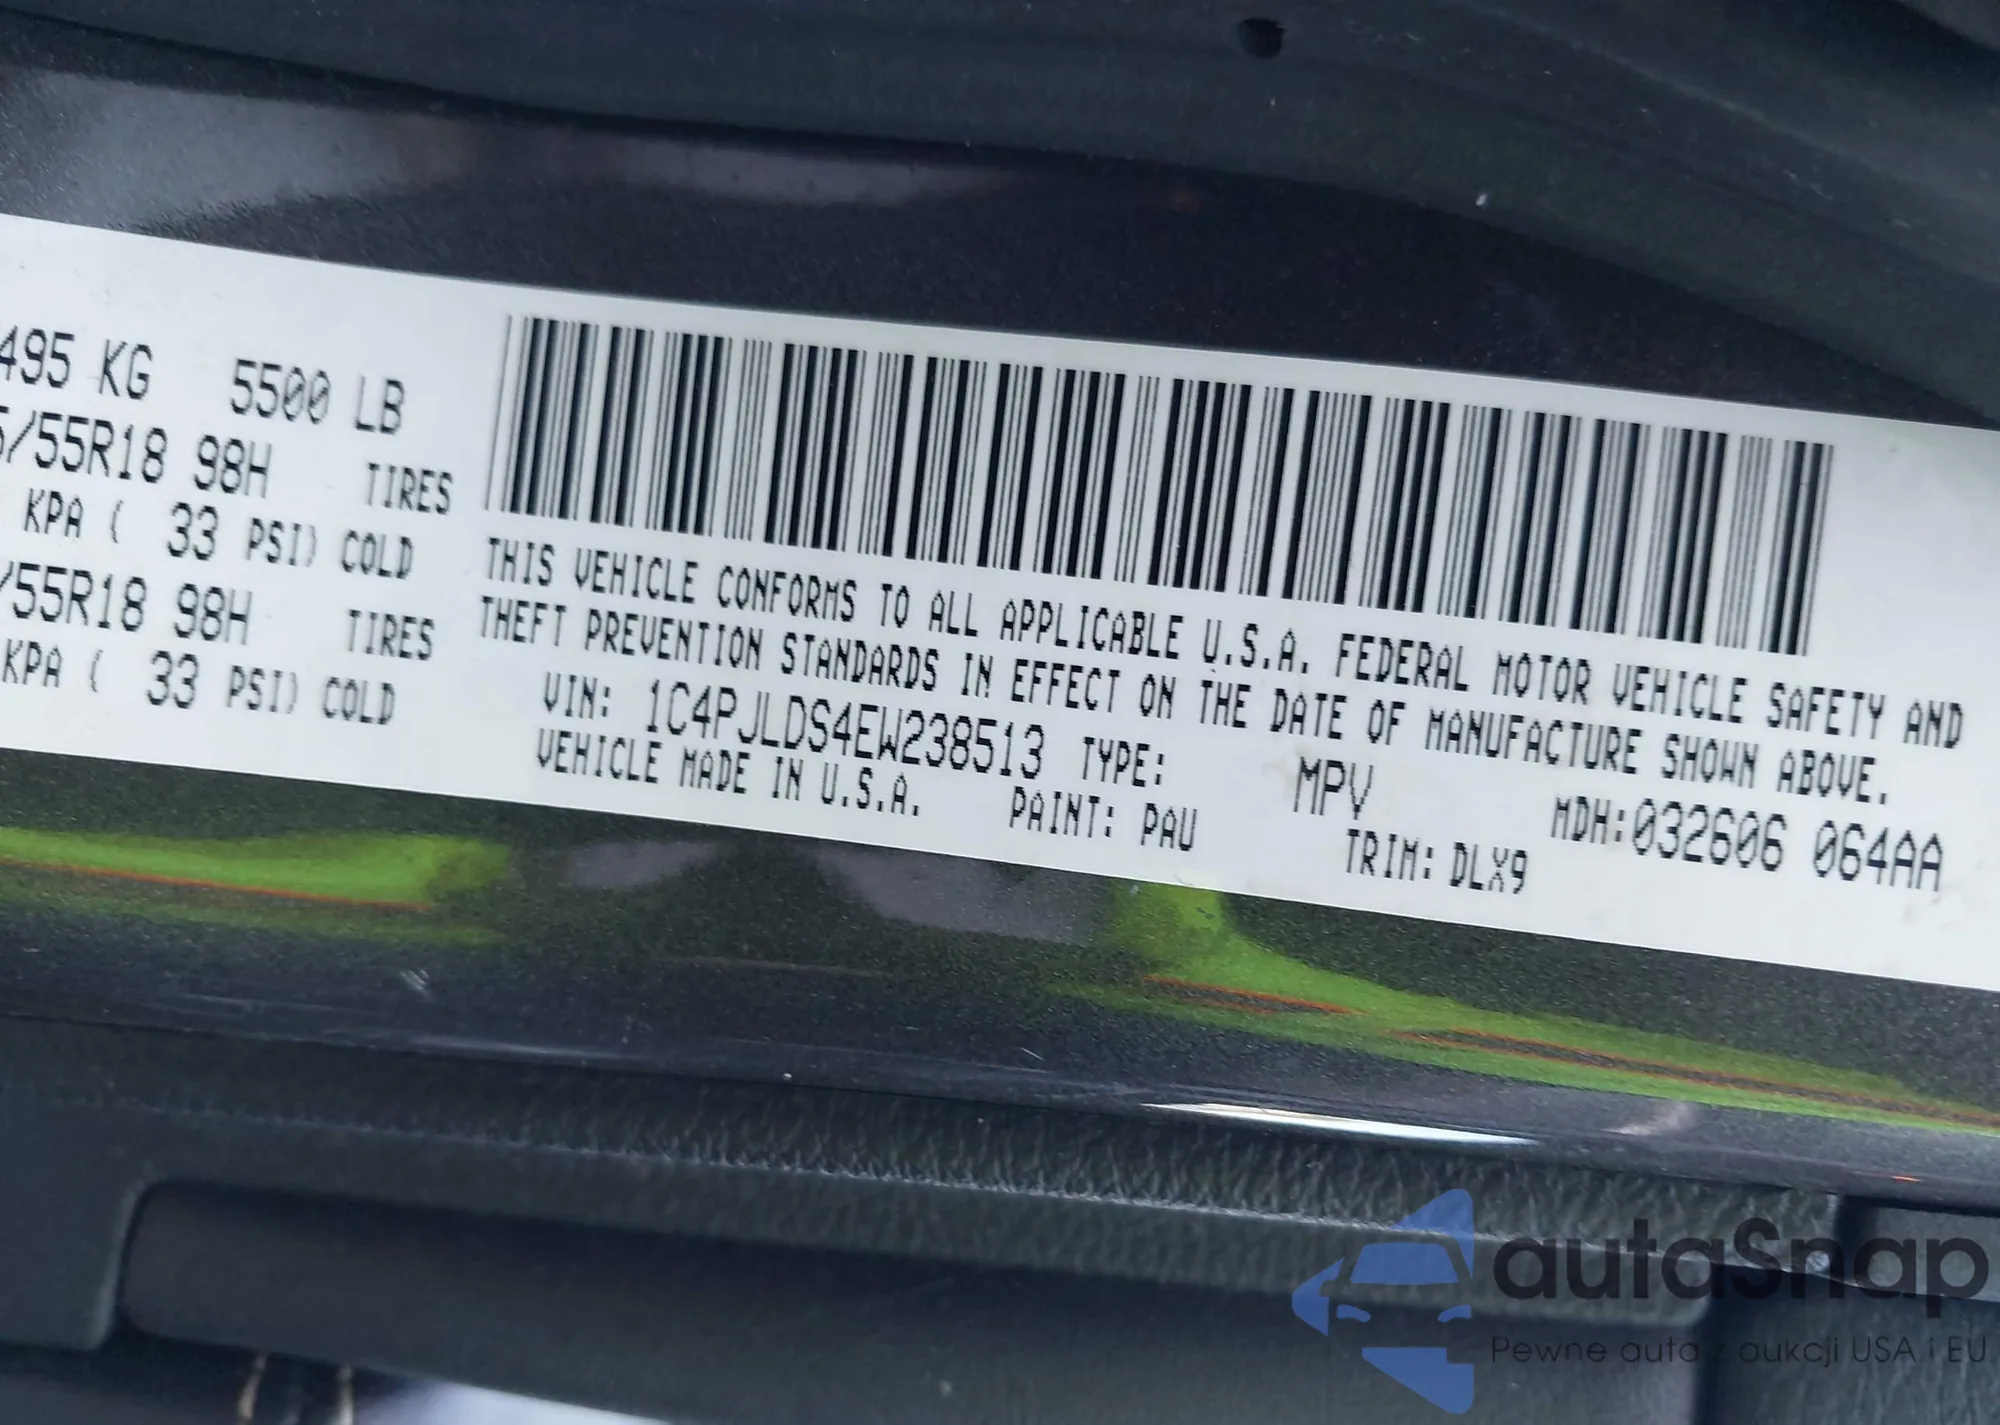 495 KG 5500 LB
/55R18 98H TIRES
KPA ( 33 PSI) COLD
/55R18 98H TIRES
KPA ( 33 PSI) COLD
THIS VEHICLE CONFORMS TO ALL APPLICABLE U.S.A. FEDERAL MOTOR VEHICLE SAFETY AND
THEFT PREVENTION STANDARDS IN EFFECT ON THE DATE OF MANUFACTURE SHOWN ABOVE.
VIN: 1C4PJLDS4EW238513 TYPE: MPV MDH:032606 064AA
VEHICLE MADE IN U.S.A. PAINT: PAU TRIM: DLX9
autaSnap
Pewne auta z aukcji USA i EU